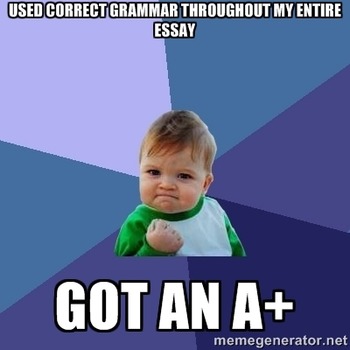 USED CORRECT GRAMMAR THROUGHOUT MY ENTIRE
ESSAY
GOT AN A+
memegenerator.net